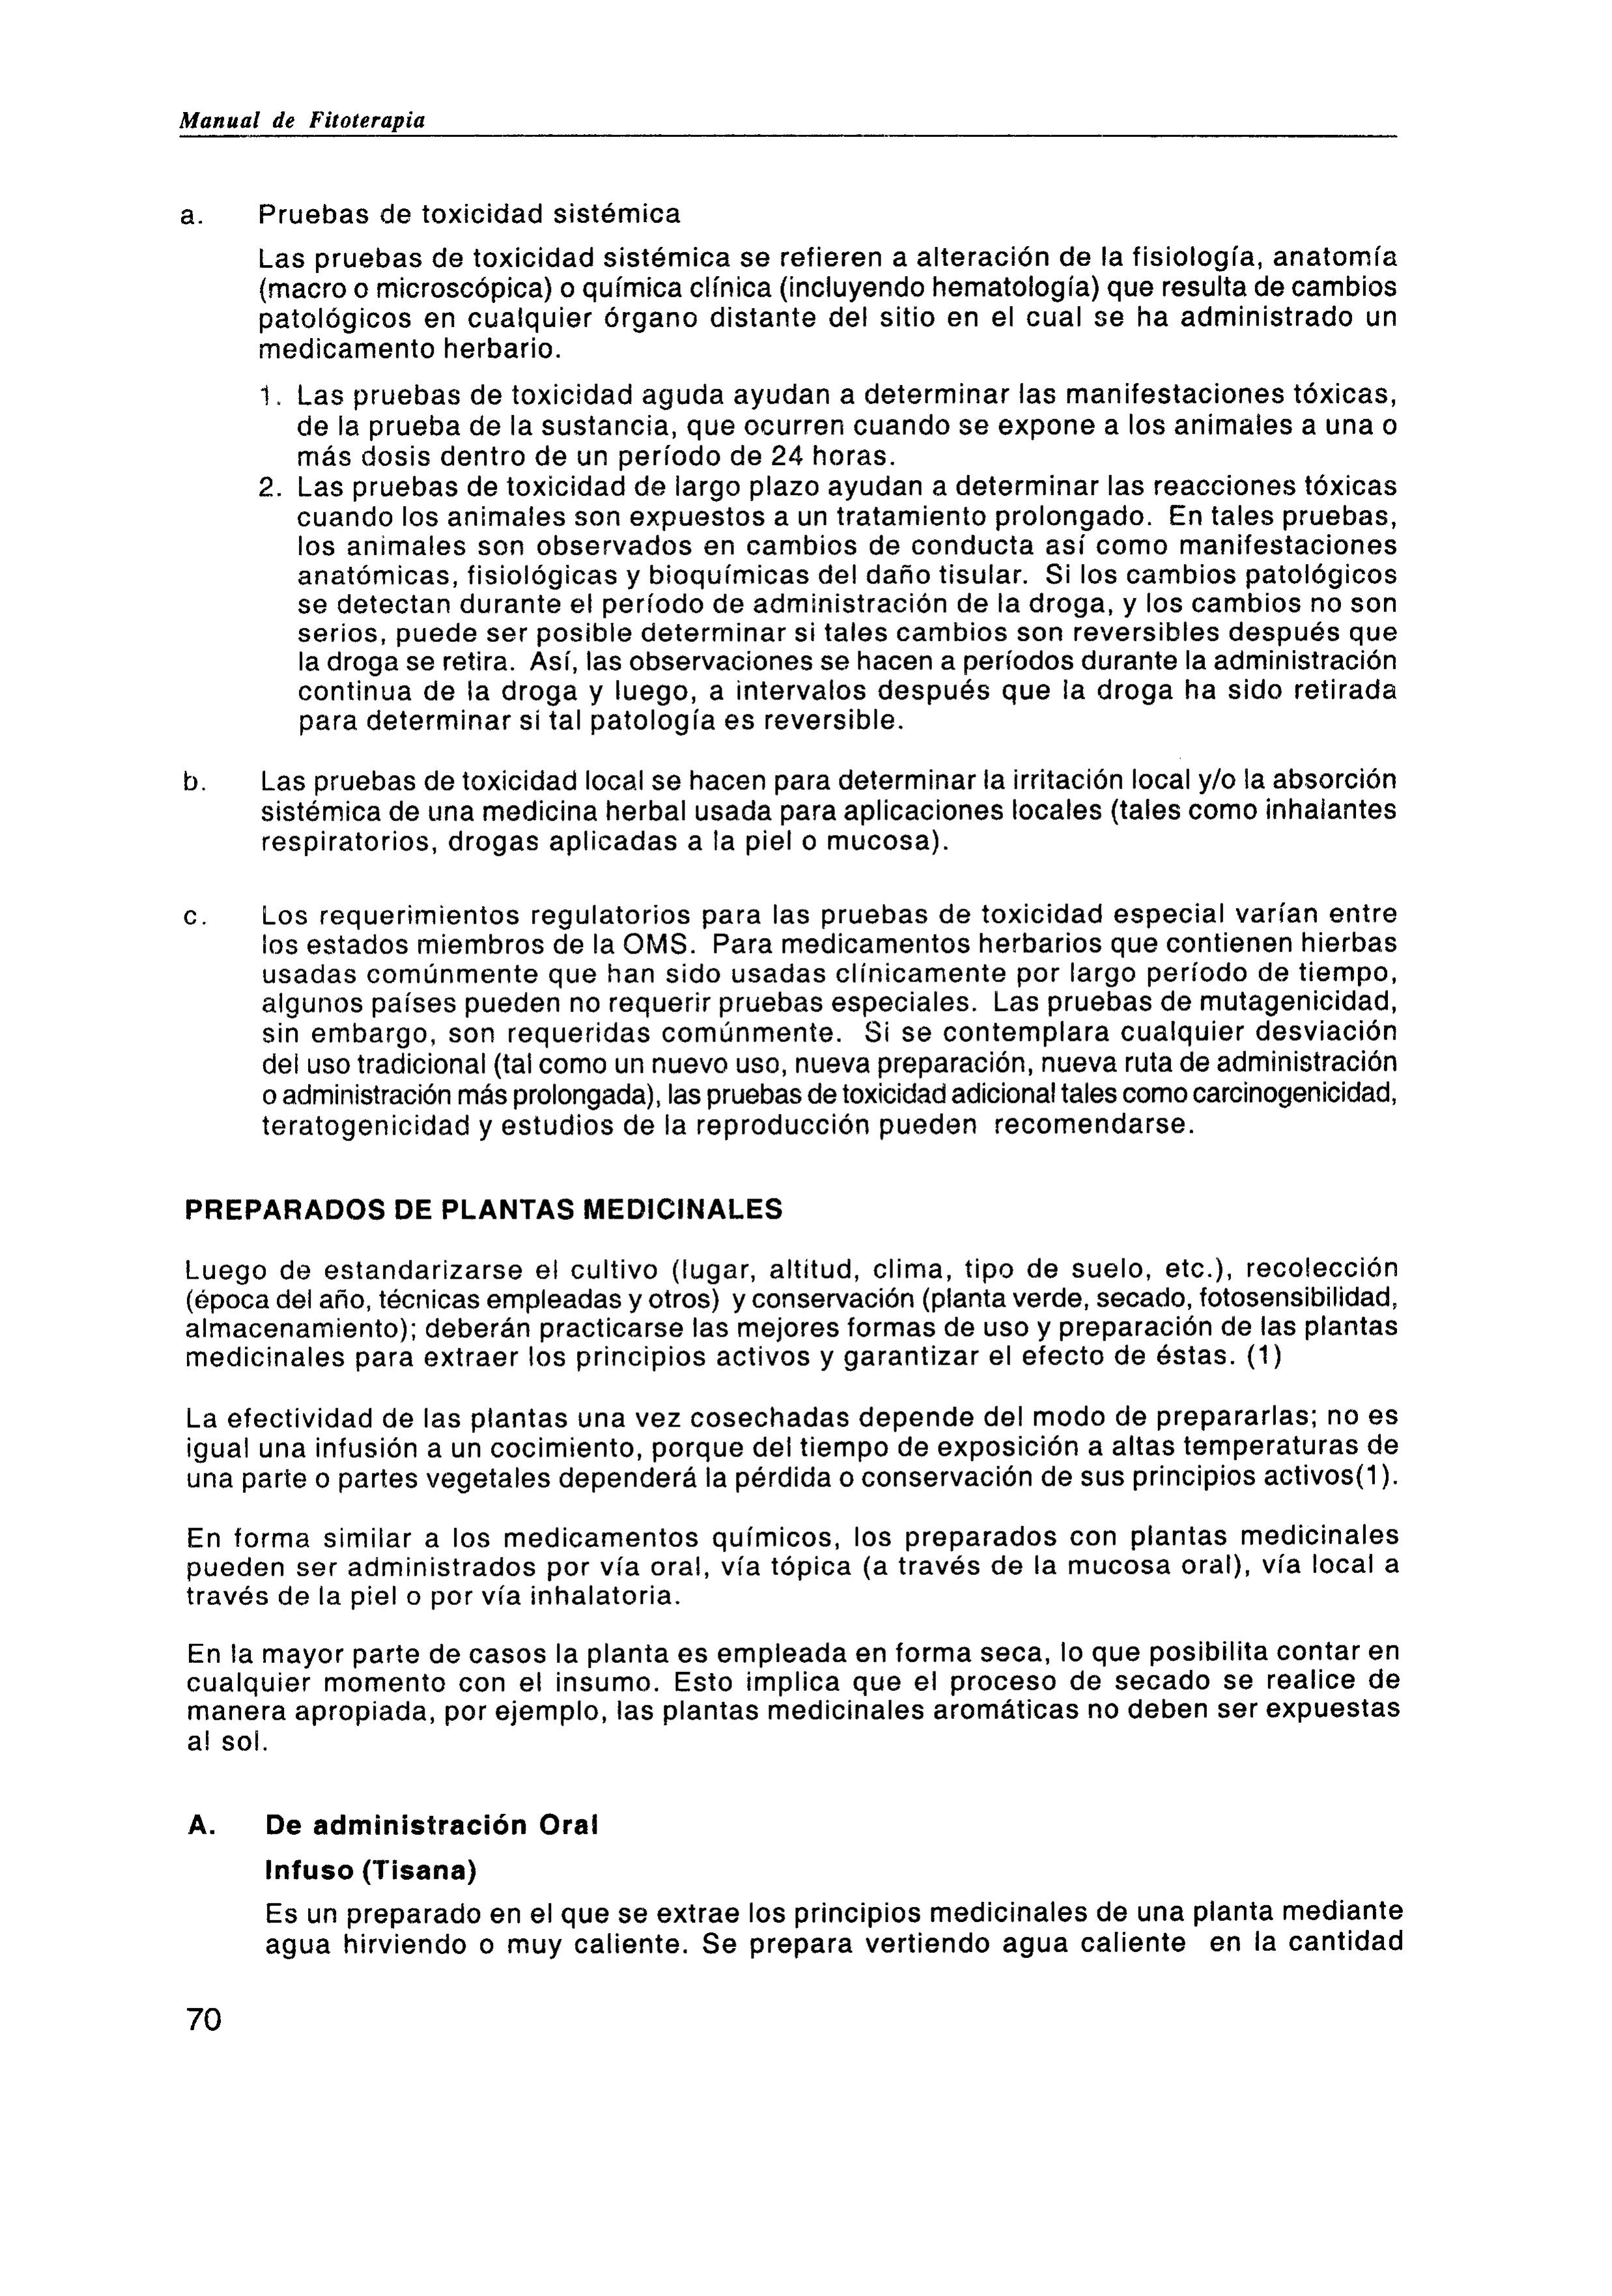 Manual de Fitoterapia
a. Pruebas de toxicidad sistémica
Las pruebas de toxicidad sistémica se refieren a alteración de la fisiología, anatomía
(macro o microscópica) o química clínica (incluyendo hematología) que resulta de cambios
patológicos en cualquier órgano distante del sitio en el cual se ha administrado un
medicamento herbario.
1. Las pruebas de toxicidad aguda ayudan a determinar las manifestaciones tóxicas,
de la prueba de la sustancia, que ocurren cuando se expone a los animales a una o
más dosis dentro de un período de 24 horas.
2. Las pruebas de toxicidad de largo plazo ayudan a determinar las reacciones tóxicas
cuando los animales son expuestos a un tratamiento prolongado. En tales pruebas,
los animales son observados en cambios de conducta así como manifestaciones
anatómicas, fisiológicas y bioquímicas del daño tisular. Si los cambios patológicos
se detectan durante el período de administración de la droga, y los cambios no son
serios, puede ser posible determinar si tales cambios son reversibles después que
la droga se retira. Así, las observaciones se hacen a períodos durante la administración
continua de la droga y luego, a intervalos después que la droga ha sido retirada
para determinar si tal patología es reversible.
b. Las pruebas de toxicidad local se hacen para determinar la irritación local y/o la absorción
sistémica de una medicina herbal usada para aplicaciones locales (tales como inhalantes
respiratorios, drogas aplicadas a la piel o mucosa).
c. Los requerimientos regulatorios para las pruebas de toxicidad especial varían entre
los estados miembros de la OMS. Para medicamentos herbarios que contienen hierbas
usadas comúnmente que han sido usadas clínicamente por largo período de tiempo,
algunos países pueden no requerir pruebas especiales. Las pruebas de mutagenicidad,
sin embargo, son requeridas comúnmente. Si se contemplara cualquier desviación
del uso tradicional (tal como un nuevo uso, nueva preparación, nueva ruta de administración
o administración más prolongada), las pruebas de toxicidad adicional tales como carcinogenicidad,
teratogenicidad y estudios de la reproducción pueden recomendarse.
PREPARADOS DE PLANTAS MEDICINALES
Luego de estandarizarse el cultivo (lugar, altitud, clima, tipo de suelo, etc.), recolección
(época del año, técnicas empleadas y otros) y conservación (planta verde, secado, fotosensibilidad,
almacenamiento); deberán practicarse las mejores formas de uso y preparación de las plantas
medicinales para extraer los principios activos y garantizar el efecto de éstas. (1)
La efectividad de las plantas una vez cosechadas depende del modo de prepararlas; no es
igual una infusión a un cocimiento, porque del tiempo de exposición a altas temperaturas de
una parte o partes vegetales dependerá la pérdida o conservación de sus principios activos(1).
En forma similar a los medicamentos químicos, los preparados con plantas medicinales
pueden ser administrados por vía oral, vía tópica (a través de la mucosa oral), vía local a
través de la piel o por vía inhalatoria.
En la mayor parte de casos la planta es empleada en forma seca, lo que posibilita contar en
cualquier momento con el insumo. Esto implica que el proceso de secado se realice de
manera apropiada, por ejemplo, las plantas medicinales aromáticas no deben ser expuestas
al sol.
A. De administración Oral
Infuso (Tisana)
Es un preparado en el que se extrae los principios medicinales de una planta mediante
agua hirviendo o muy caliente. Se prepara vertiendo agua caliente en la cantidad
70